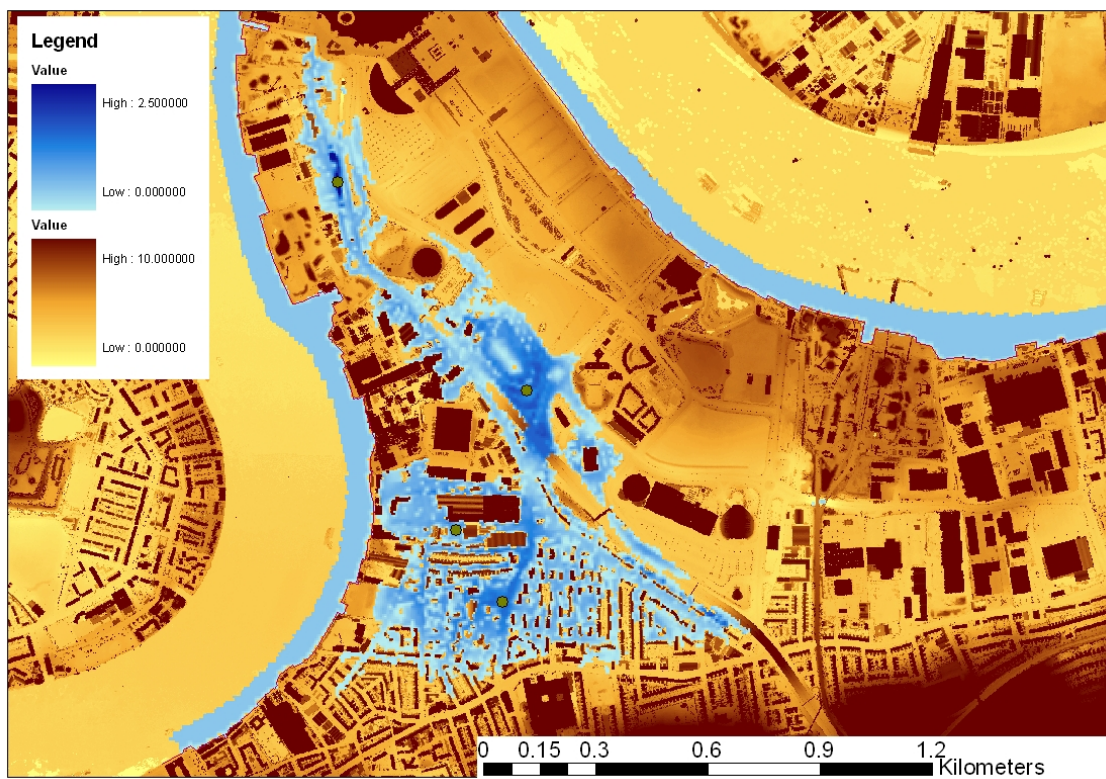 Legend
Value
High : 2.500000
Low : 0.000000
Value
High : 10.000000
Low : 0.000000
0 0.15 0.3 0.6 0.9 1.2
Kilometers